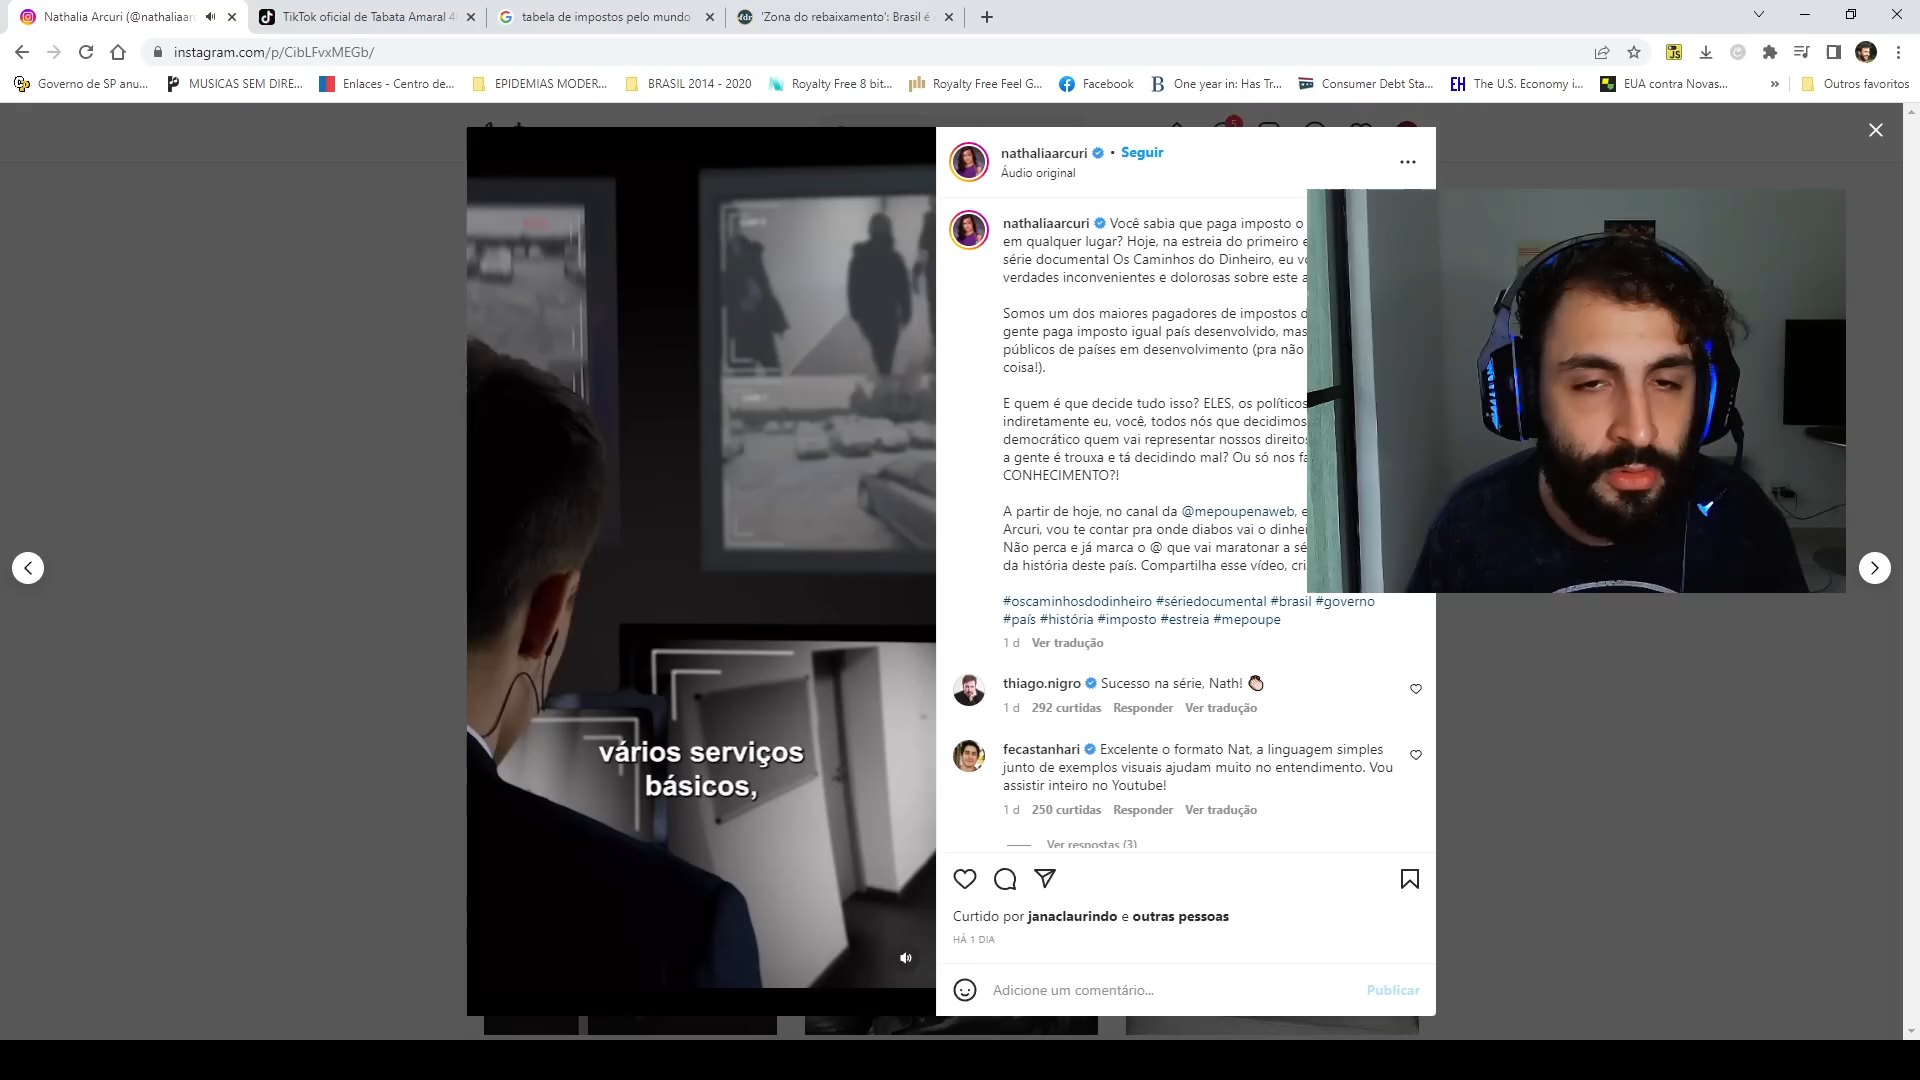 Nathalia Arcuri (@nathaliaar
TikTok oficial de Tabata Amaral 4
tabela de impostos pelo mundo
'Zona do rebaixamento': Brasil é
instagram.com/p/CibLFvxMEGb/
Governo de SP anu...
MUSICAS SEM DIRE...
Enlaces - Centro de...
EPIDEMIAS MODER...
BRASIL 2014 - 2020
Royalty Free 8 bit...
Royalty Free Feel G...
Facebook
One year in: Has Tr...
Consumer Debt Sta...
The U.S. Economy i...
EUA contra Novas...
Outros favoritos
5
nathaliaarcuri • Seguir
Áudio original
nathaliaarcuri Você sabia que paga imposto o
em qualquer lugar? Hoje, na estreia do primeiro e
série documental Os Caminhos do Dinheiro, eu vo
verdades inconvenientes e dolorosas sobre este a
Somos um dos maiores pagadores de impostos d
gente paga imposto igual país desenvolvido, mas
públicos de países em desenvolvimento (pra não
coisa!).
E quem é que decide tudo isso? ELES, os políticos
indiretamente eu, você, todos nós que decidimos
democrático quem vai representar nossos direitos
a gente é trouxa e tá decidindo mal? Ou só nos fa
CONHECIMENTO?!
A partir de hoje, no canal da @mepoupenaweb, e
Arcuri, vou te contar pra onde diabos vai o dinhei
Não perca e já marca o @ que vai maratonar a sé
da história deste país. Compartilha esse vídeo, cri
#oscaminhosdodinheiro #sériedocumental #brasil #governo
#país #história #imposto #estreia #mepoupe
1 d Ver tradução
thiago.nigro Sucesso na série, Nath!
1 d 292 curtidas Responder Ver tradução
fecastanhari Excelente o formato Nat, a linguagem simples
junto de exemplos visuais ajudam muito no entendimento. Vou
assistir inteiro no Youtube!
1 d 250 curtidas Responder Ver tradução
Ver respostas (3)
vários serviços
básicos,
Curtido por janaclaurindo e outras pessoas
HÁ 1 DIA
Adicione um comentário...
Publicar